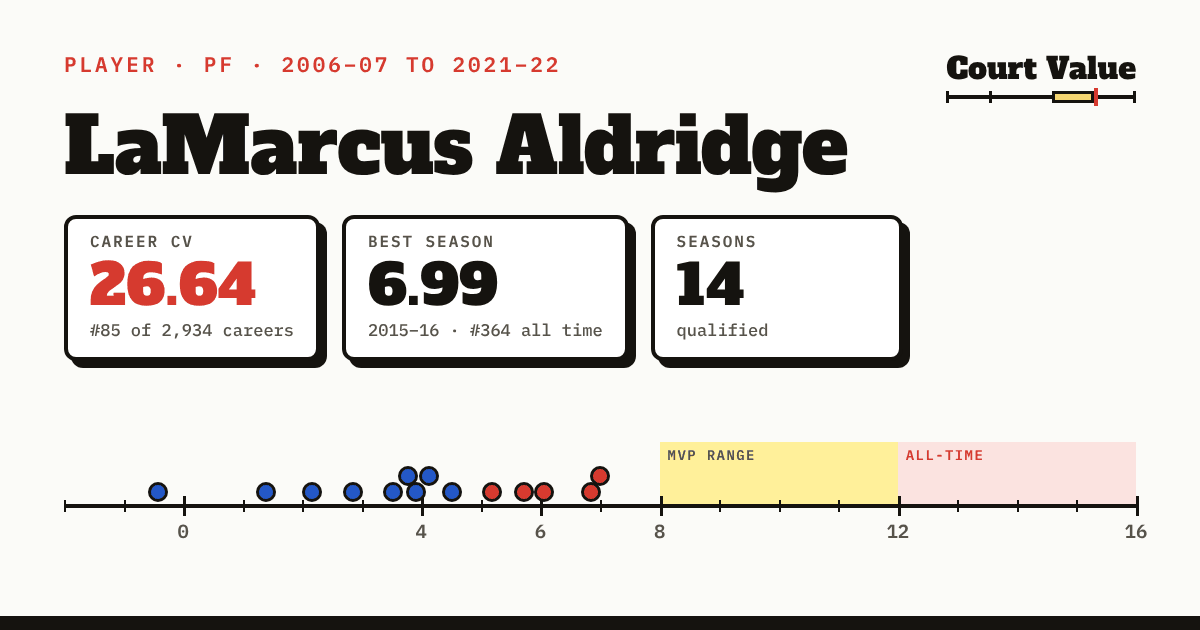 PLAYER · PF · 2006–07 TO 2021–22
Court Value
LaMarcus Aldridge
CAREER CV
26.64
#85 of 2,934 careers
BEST SEASON
6.99
2015–16 · #364 all time
SEASONS
14
qualified
MVP RANGE
ALL-TIME
0 4 6 8 12 16